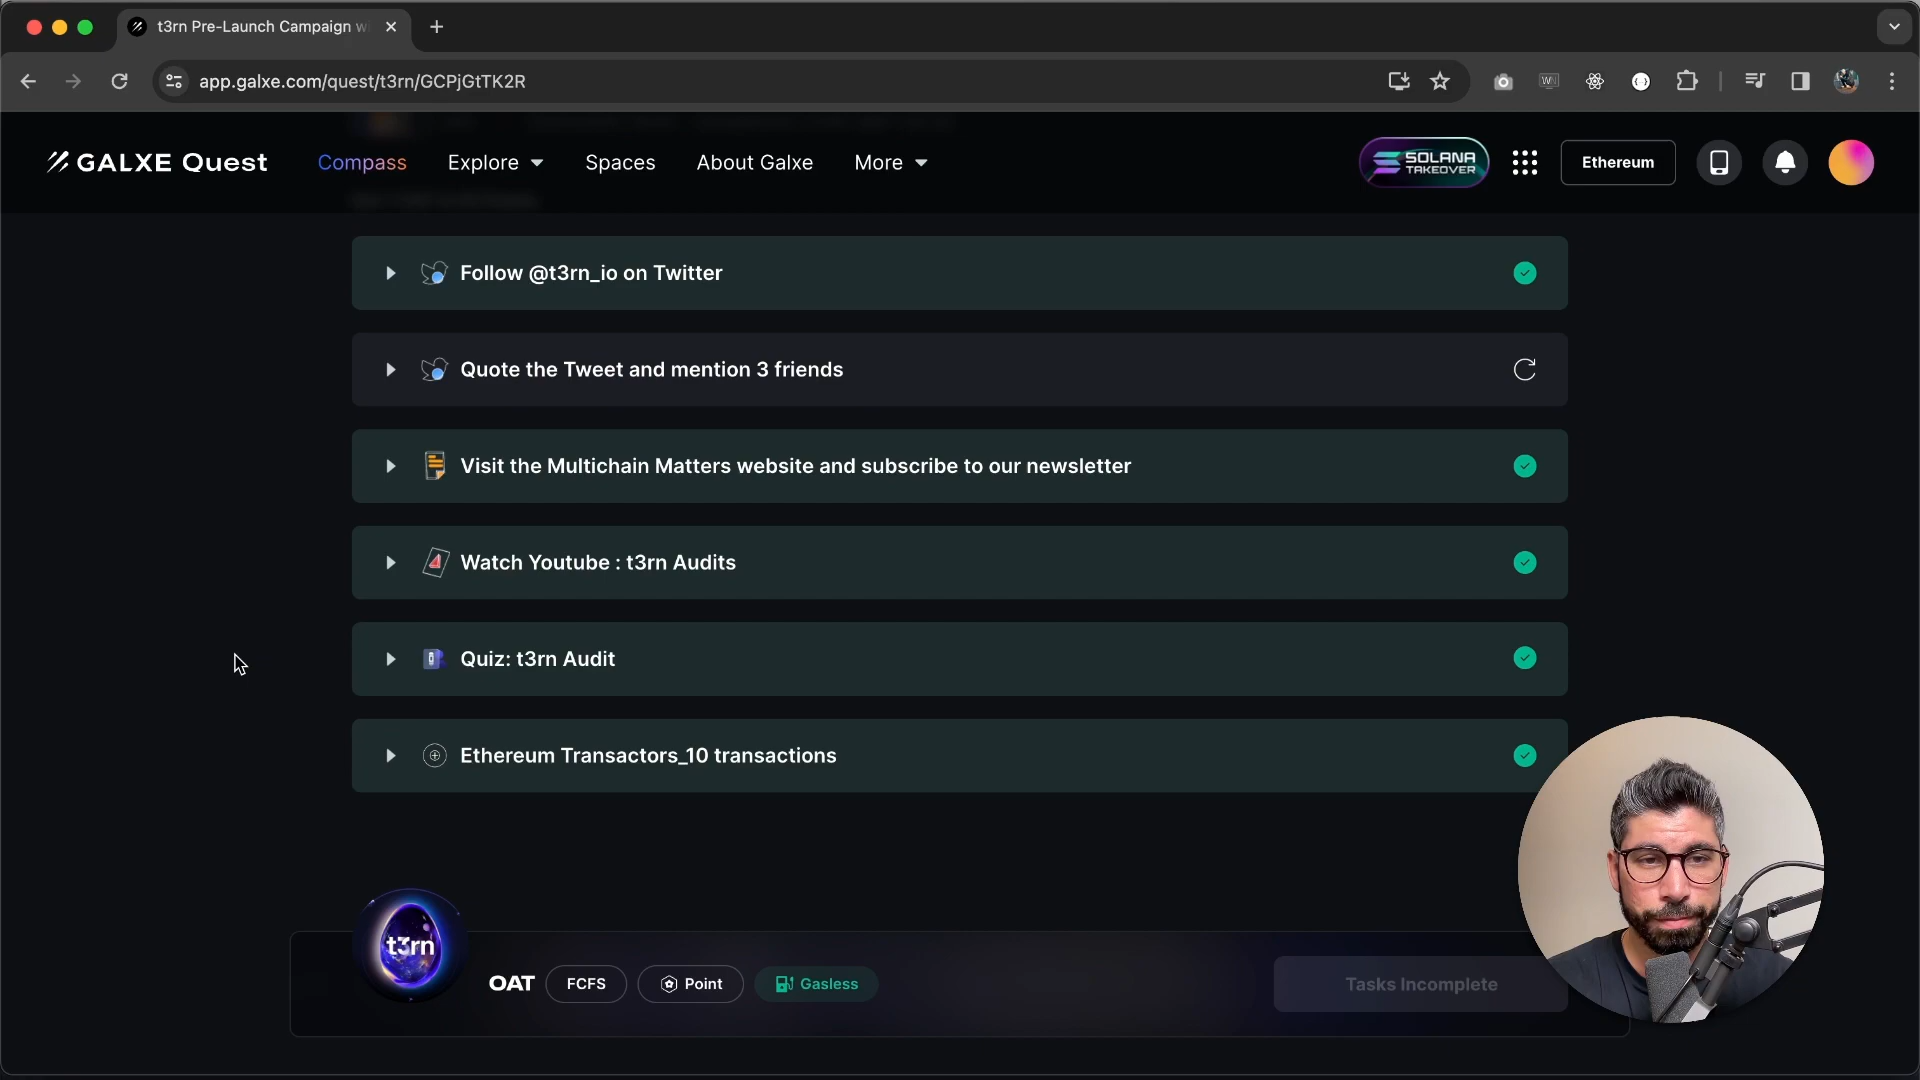 t3rn Pre-Launch Campaign wi
app.galxe.com/quest/t3rn/GCPjGtTK2R
GALXE Quest
Compass
Explore
Spaces
About Galxe
More
SOLANA
TAKEOVER
Ethereum
Follow @t3rn_io on Twitter
Quote the Tweet and mention 3 friends
Visit the Multichain Matters website and subscribe to our newsletter
Watch Youtube : t3rn Audits
Quiz: t3rn Audit
Ethereum Transactors_10 transactions
t3rn
OAT
FCFS
Point
Gasless
Tasks Incomplete